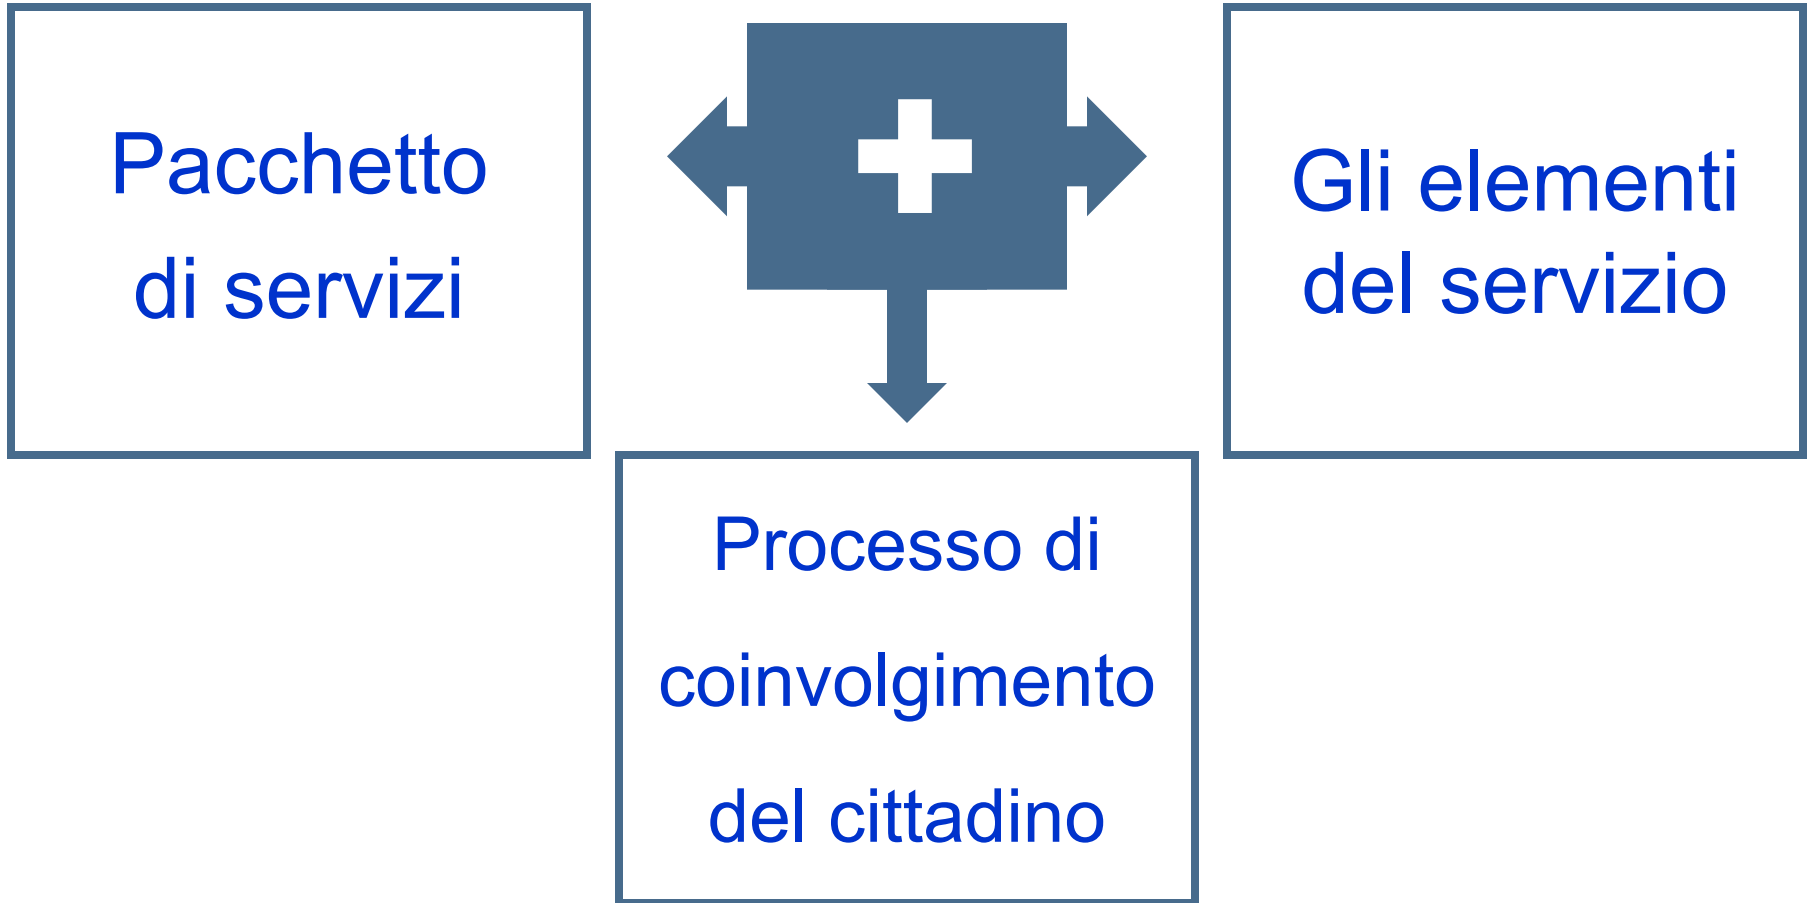 Pacchetto
di servizi
Gli elementi
del servizio
Processo di
coinvolgimento
del cittadino